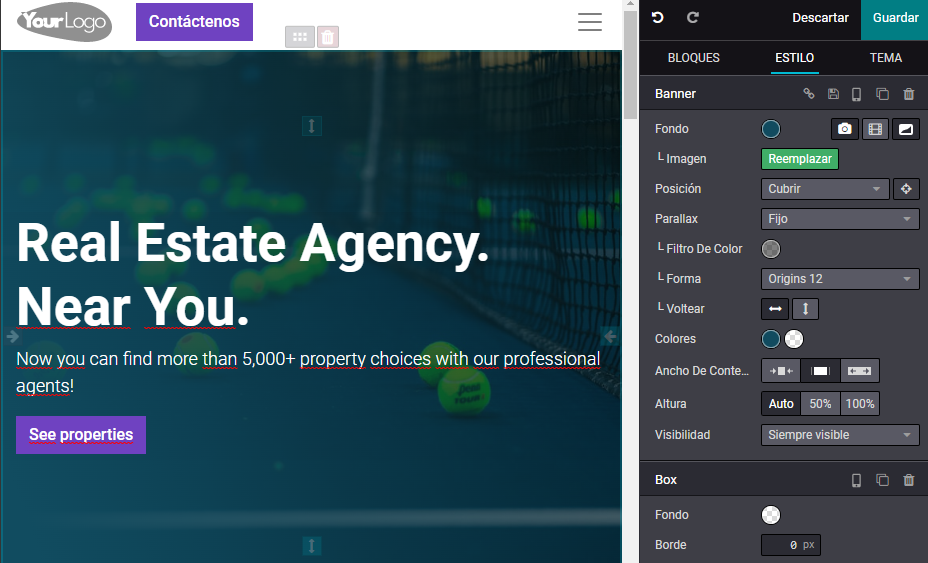 YourLogo
Contáctenos
Descartar
Guardar
BLOQUES
ESTILO
TEMA
Banner
Fondo
└ Imagen
Reemplazar
Posición
Cubrir
Parallax
Fijo
└ Filtro De Color
└ Forma
Origins 12
└ Voltear
Colores
Ancho De Conte...
Altura
Auto
50%
100%
Visibilidad
Siempre visible
Box
Fondo
Borde
0 px
Real Estate Agency.
Near You.
Now you can find more than 5,000+ property choices with our professional
agents!
See properties